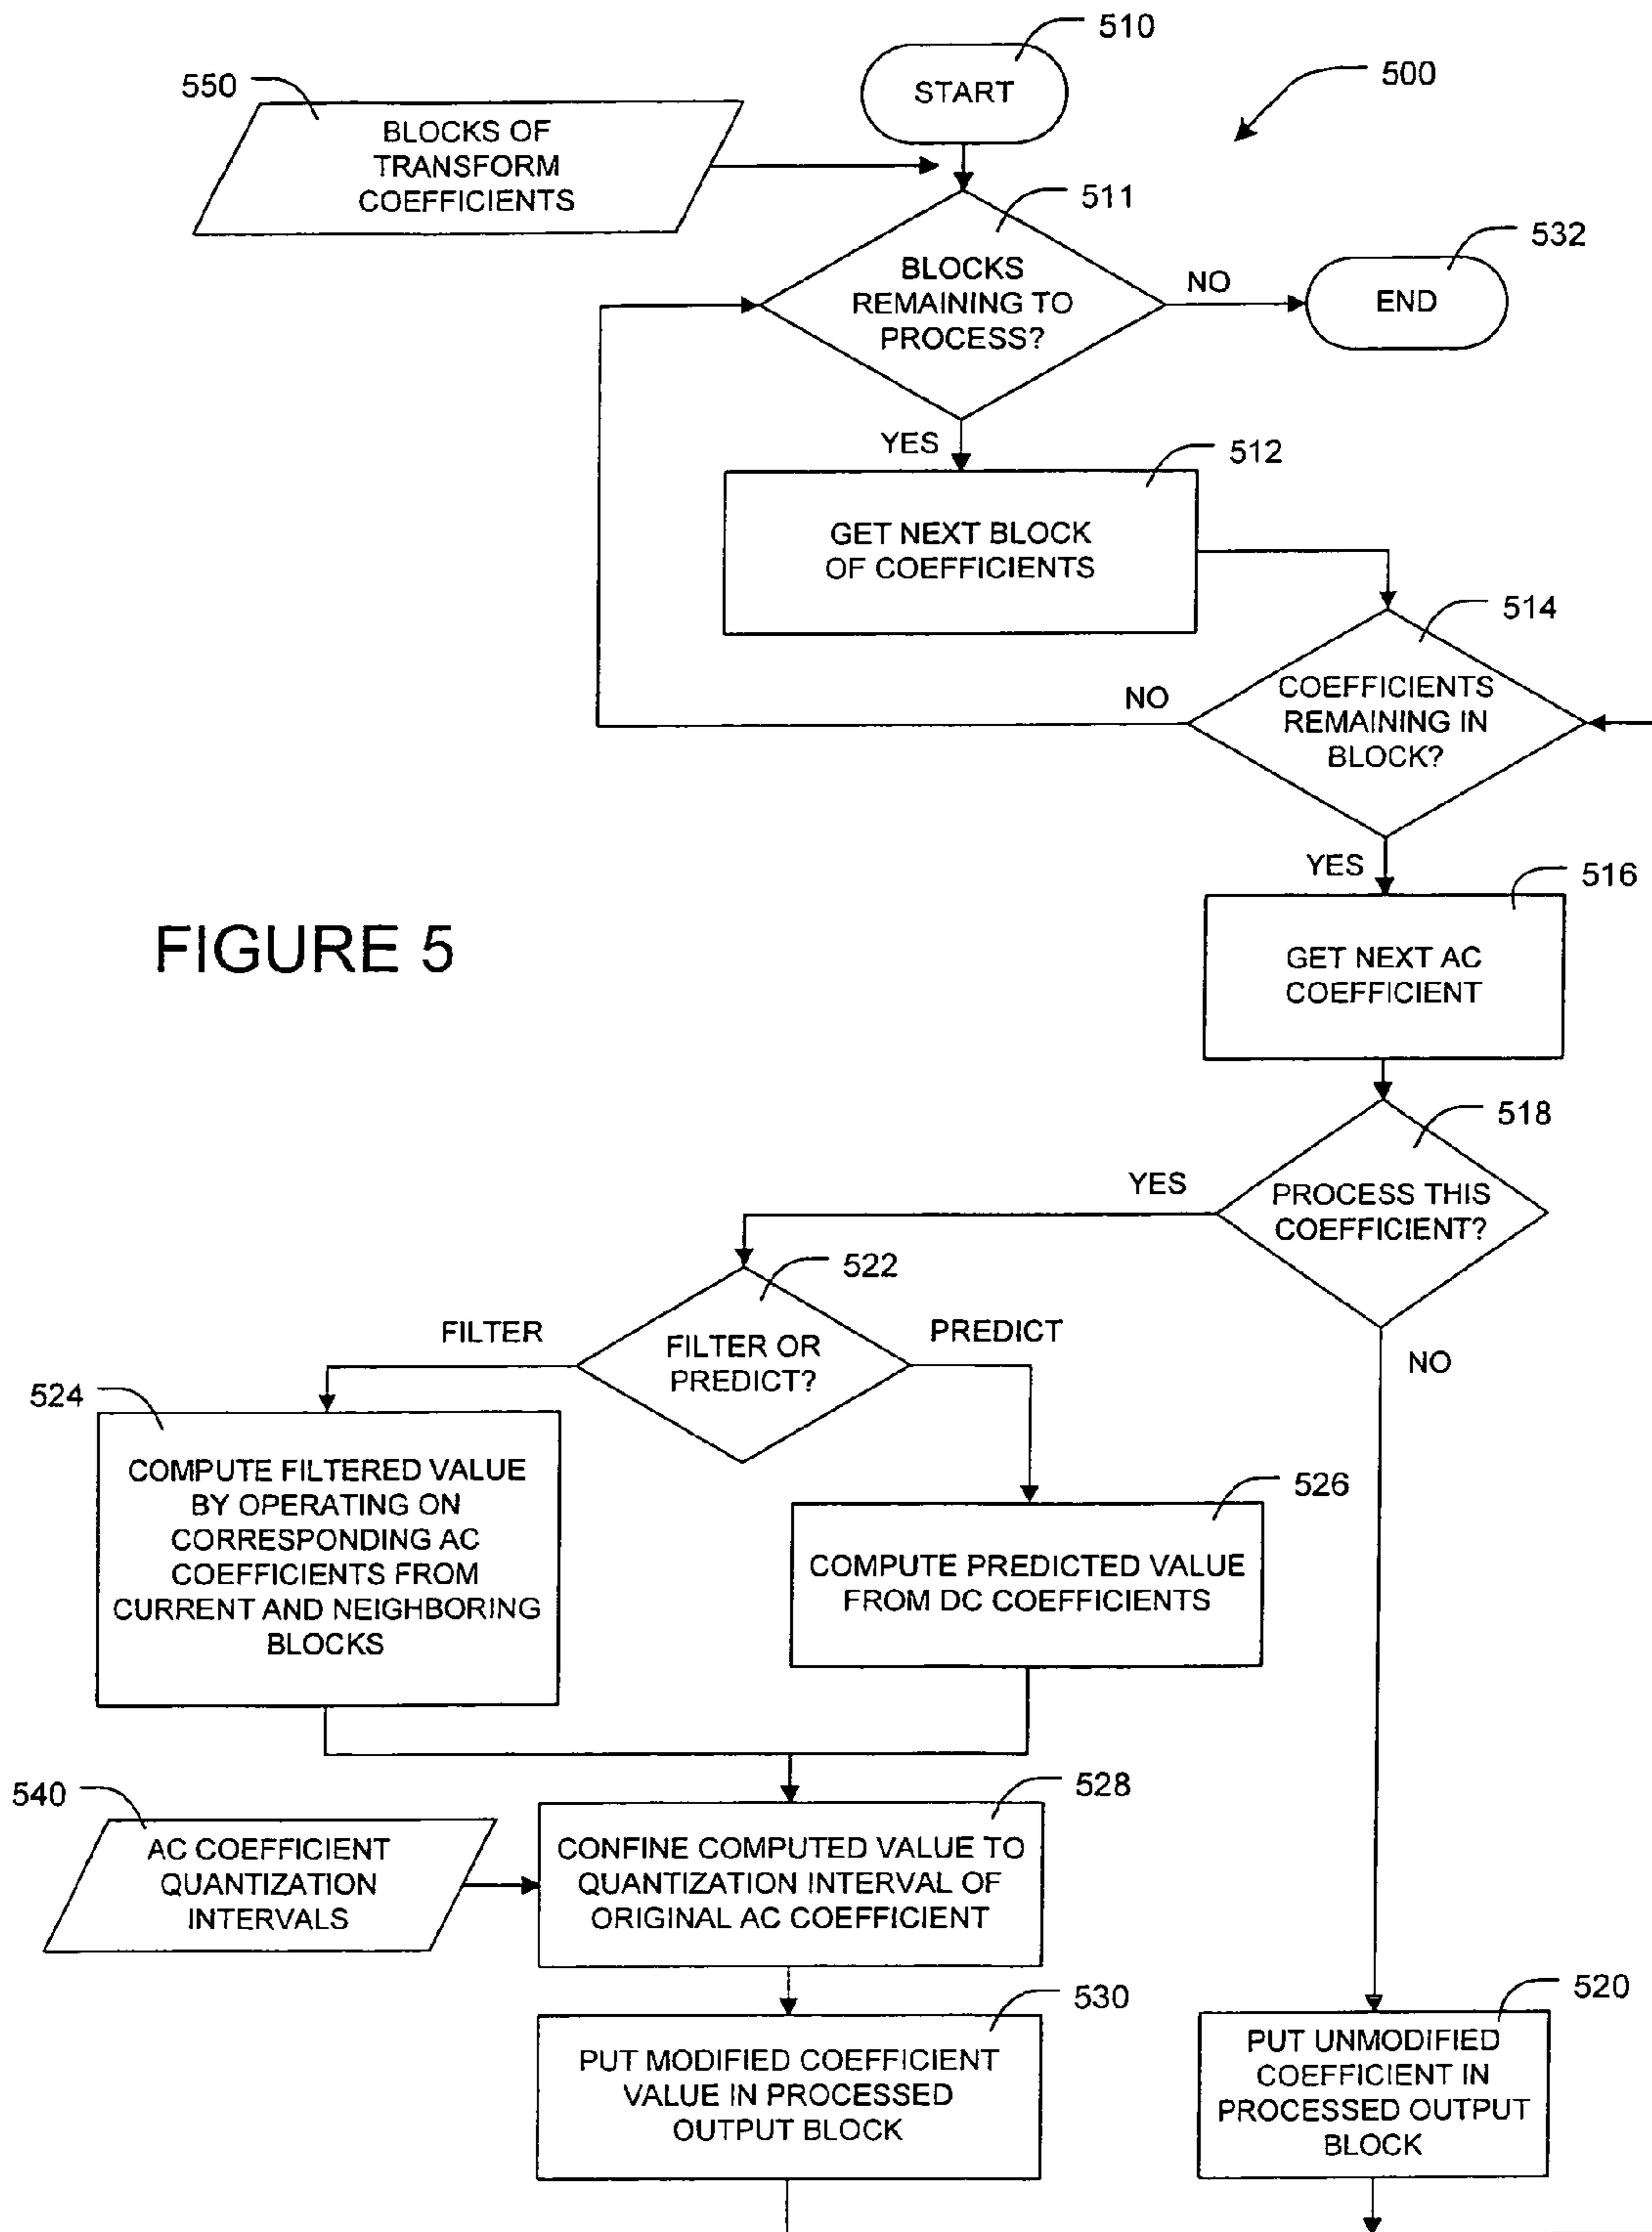 510
START
500
550
BLOCKS OF
TRANSFORM
COEFFICIENTS
511
532
BLOCKS
REMAINING TO
PROCESS?
NO
END
YES
512
GET NEXT BLOCK
OF COEFFICIENTS
514
NO
COEFFICIENTS
REMAINING IN
BLOCK?
YES
516
FIGURE 5
GET NEXT AC
COEFFICIENT
518
YES
PROCESS THIS
COEFFICIENT?
522
FILTER
PREDICT
FILTER OR
PREDICT?
NO
524
COMPUTE FILTERED VALUE
BY OPERATING ON
CORRESPONDING AC
COEFFICIENTS FROM
CURRENT AND NEIGHBORING
BLOCKS
526
COMPUTE PREDICTED VALUE
FROM DC COEFFICIENTS
540
AC COEFFICIENT
QUANTIZATION
INTERVALS
528
CONFINE COMPUTED VALUE TO
QUANTIZATION INTERVAL OF
ORIGINAL AC COEFFICIENT
530
PUT MODIFIED COEFFICIENT
VALUE IN PROCESSED
OUTPUT BLOCK
520
PUT UNMODIFIED
COEFFICIENT IN
PROCESSED OUTPUT
BLOCK